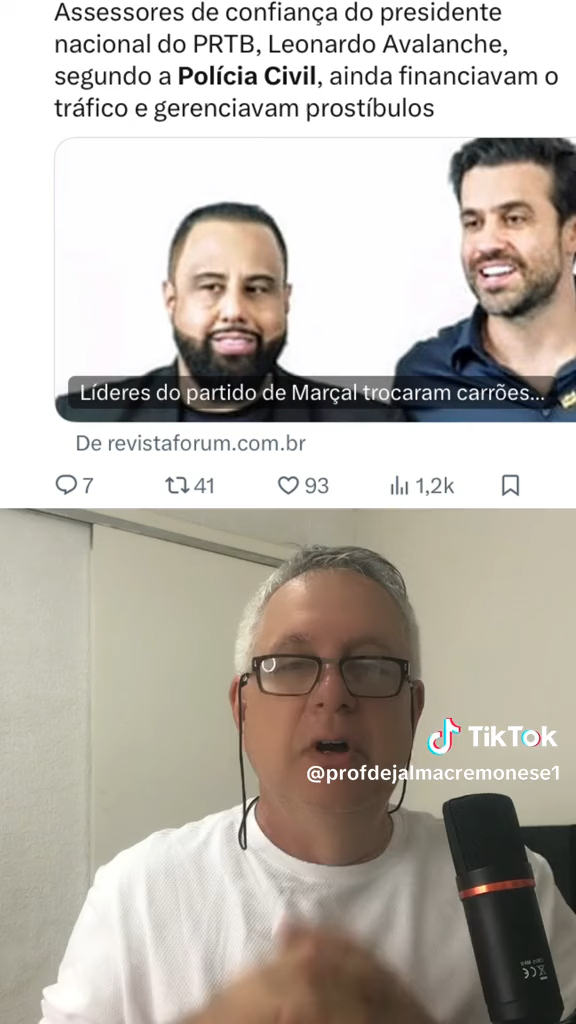 Assessores de confiança do presidente
nacional do PRTB, Leonardo Avalanche,
segundo a Polícia Civil, ainda financiavam o
tráfico e gerenciavam prostíbulos
Líderes do partido de Marçal trocaram carrões...
De revistaforum.com.br
7 41 93 1,2k
TikTok
@profdejalmacremonese1